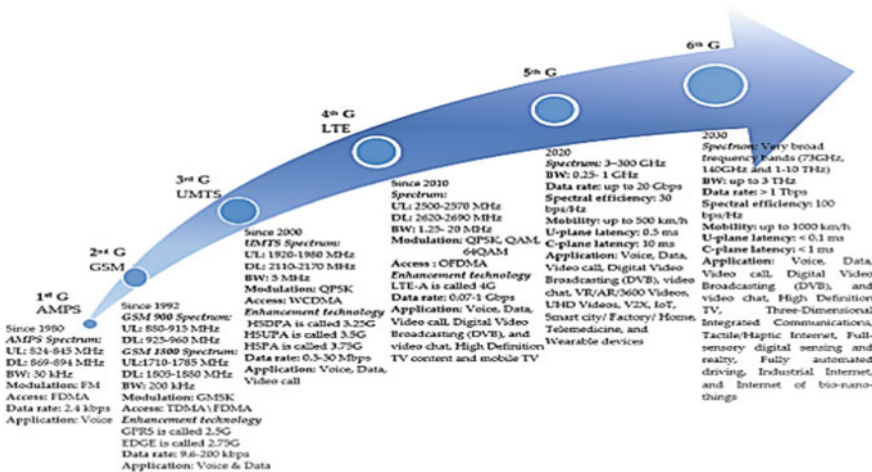 1st G
AMPS
Since 1980
AMPS Spectrum:
UL: 824-845 MHz
DL: 869-894 MHz
BW: 30 kHz
Modulation: FM
Access: FDMA
Data rate: 2.4 kbps
Application: Voice
2nd G
GSM
Since 1992
GSM 900 Spectrum:
UL: 880-915 MHz
DL: 925-960 MHz
GSM 1800 Spectrum:
UL:1710-1785 MHz
DL: 1805-1880 MHz
BW: 200 kHz
Modulation: GMSK
Access: TDMA\FDMA
Enhancement technology
GPRS is called 2.5G
EDGE is called 2.75G
Data rate: 9.6-200 kbps
Application: Voice & Data
3rd G
UMTS
Since 2000
UMTS Spectrum:
UL: 1920-1980 MHz
DL: 2110-2170 MHz
BW: 5 MHz
Modulation: QPSK
Access: WCDMA
Enhancement technology
HSDPA is called 3.25G
HSUPA is called 3.5G
HSPA is called 3.75G
Data rate: 0.3-30 Mbps
Application: Voice, Data,
Video call
4th G
LTE
Since 2010
Spectrum:
UL: 2500-2570 MHz
DL: 2620-2690 MHz
BW: 1.25- 20 MHz
Modulation: QPSK, QAM,
64QAM
Access : OFDMA
Enhancement technology
LTE-A is called 4G
Data rate: 0.07-1 Gbps
Application: Voice, Data,
Video call, Digital Video
Broadcasting (DVB), and
video chat, High Definition
TV content and mobile TV
5th G
2020
Spectrum: 3-300 GHz
BW: 0.25- 1 GHz
Data rate: up to 20 Gbps
Spectral efficiency: 30
bps/Hz
Mobility: up to 500 km/h
U-plane latency: 0.5 ms
C-plane latency: 10 ms
Application: Voice, Data,
Video call, Digital Video
Broadcasting (DVB), video
chat, VR/AR/3600 Videos,
UHD Videos, V2X, IoT,
Smart city/ Factory/ Home,
Telemedicine, and
Wearable devices
6th G
2030
Spectrum: Very broad
frequency bands (73GHz,
140GHz and 1-10 THz)
BW: up to 3 THz
Data rate: > 1 Tbps
Spectral efficiency: 100
bps/Hz
Mobility: up to 1000 km/h
U-plane latency: < 0.1 ms
C-plane latency: < 1 ms
Application: Voice, Data,
Video call, Digital Video
Broadcasting (DVB), and
video chat, High Definition
TV, Three-Dimensional
Integrated Communications,
Tactile/Haptic Internet, Full-
sensory digital sensing and
realty, Fully automated
driving, Industrial Internet,
and Internet of bio-nano-
things